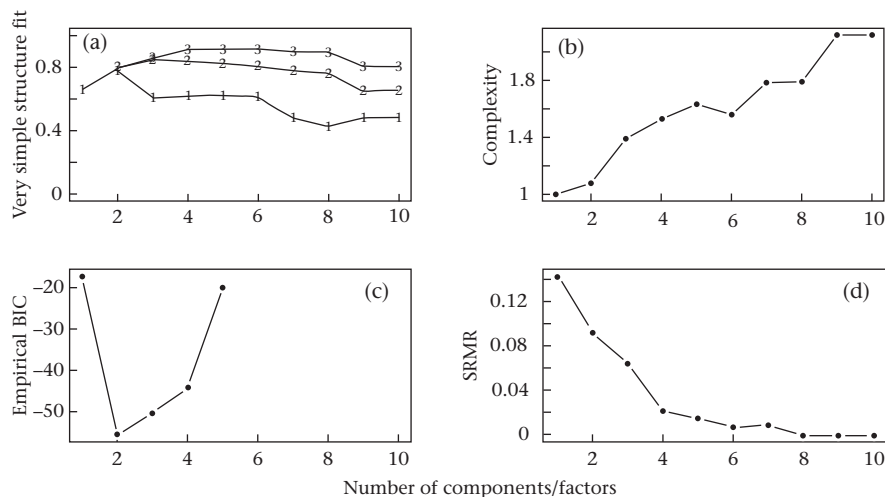 Very simple structure fit
(a)
0.8
0.4
0
1 2 2 3 3 3 3 3 3 3 3
1 2 2 2 2 2 2 2 2
1 1 1 1 1 1 1 1 1
2 4 6 8 10
Complexity
(b)
1.8
1.4
1
2 4 6 8 10
Empirical BIC
(c)
−20
−30
−40
−50
2 4 6 8 10
SRMR
(d)
0.12
0.08
0.04
0
2 4 6 8 10
Number of components/factors